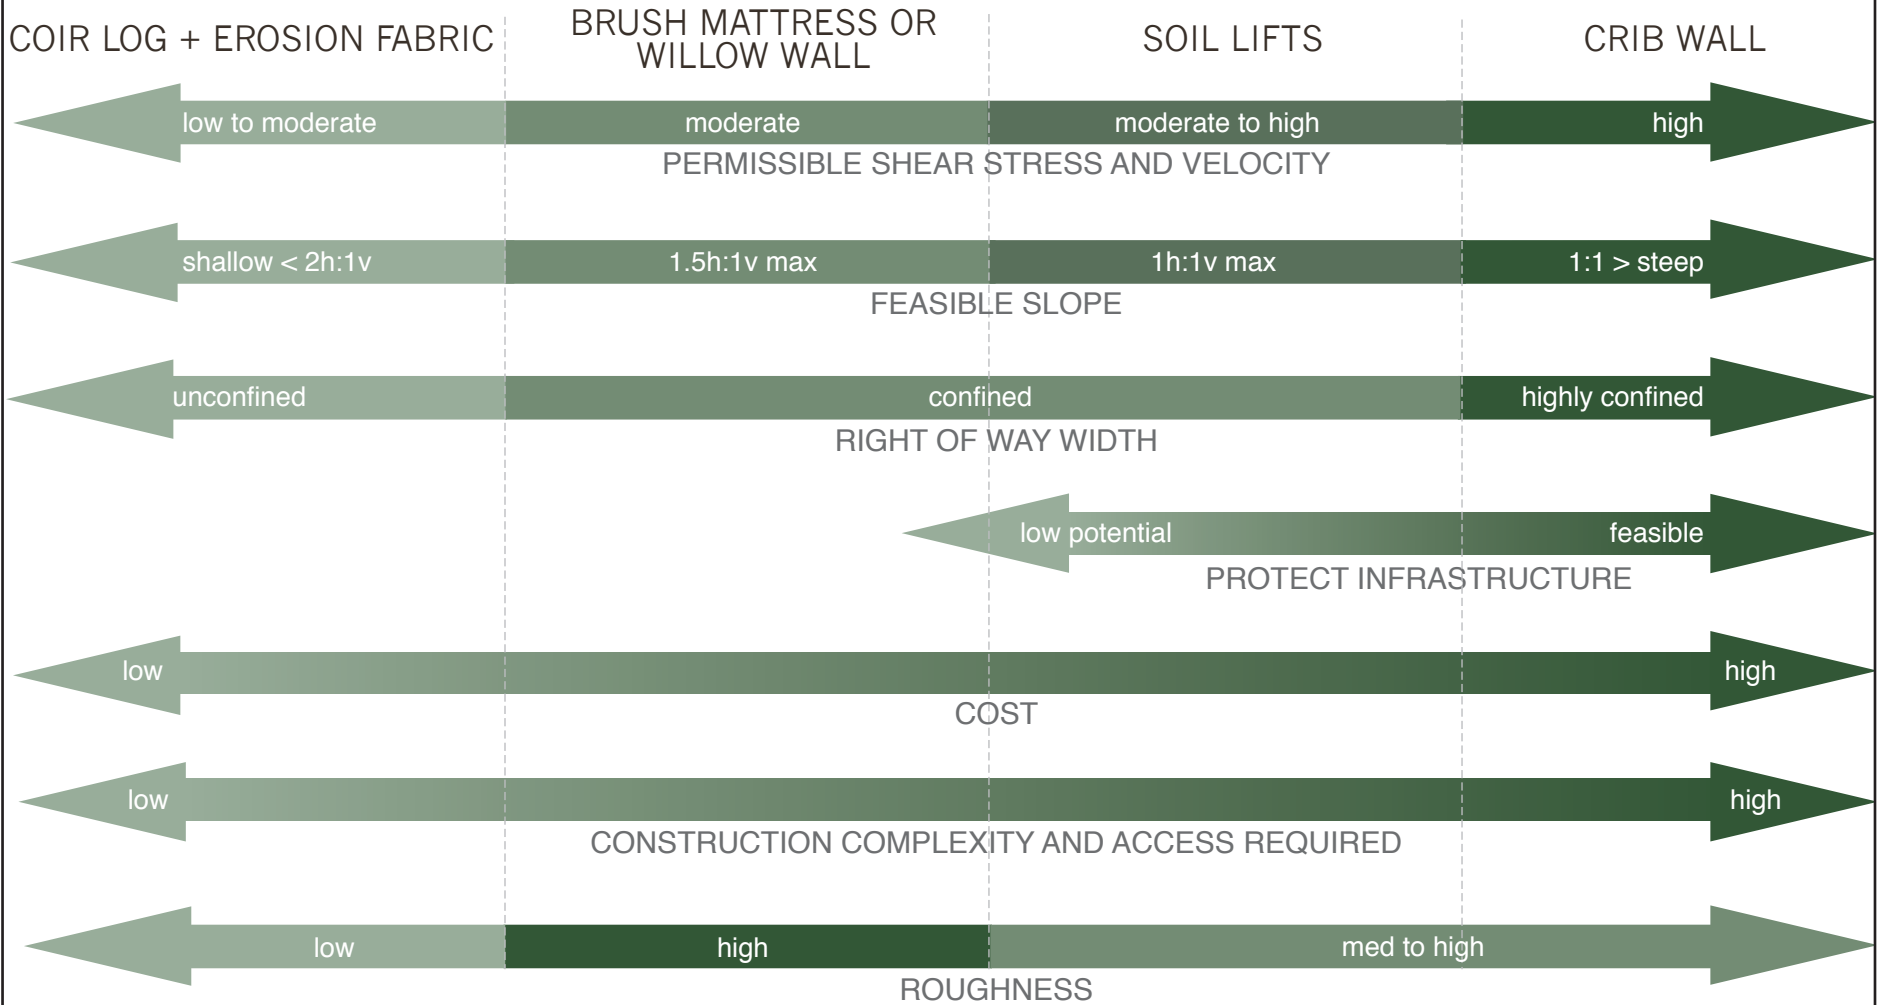 COIR LOG + EROSION FABRIC
BRUSH MATTRESS OR
WILLOW WALL
SOIL LIFTS
CRIB WALL
low to moderate
moderate
moderate to high
high
PERMISSIBLE SHEAR STRESS AND VELOCITY
shallow < 2h:1v
1.5h:1v max
1h:1v max
1:1 > steep
FEASIBLE SLOPE
unconfined
confined
highly confined
RIGHT OF WAY WIDTH
low potential
feasible
PROTECT INFRASTRUCTURE
low
high
COST
low
high
CONSTRUCTION COMPLEXITY AND ACCESS REQUIRED
low
high
med to high
ROUGHNESS